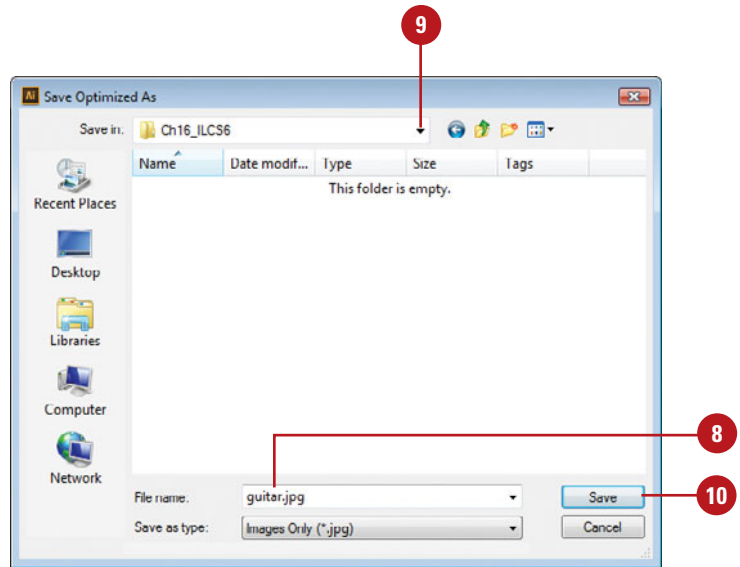 9
Ai Save Optimized As
Save in: Ch16_ILCS6
Name Date modif... Type Size Tags
This folder is empty.
Recent Places
Desktop
Libraries
Computer
Network
8
File name: guitar.jpg Save
10
Save as type: Images Only (*.jpg) Cancel